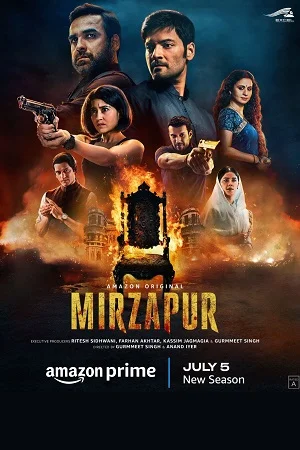 EXCEL
AMAZON ORIGINAL
MIRZAPUR
EXECUTIVE PRODUCERS RITESH SIDHWANI, FARHAN AKHTAR, KASSIM JAGMAGIA & GURMMEET SINGH
DIRECTED BY GURMMEET SINGH & ANAND IYER
amazon prime
JULY 5
New Season
A